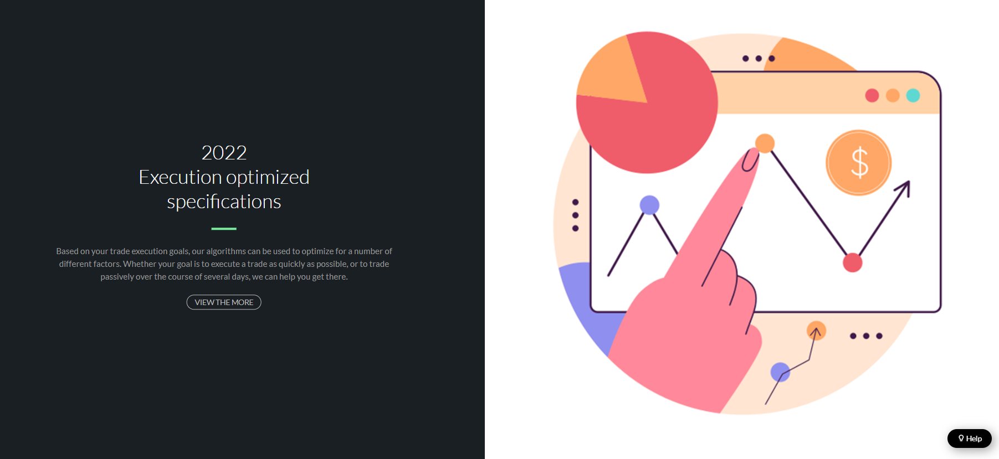 2022
Execution optimized
specifications
Based on your trade execution goals, our algorithms can be used to optimize for a number of
different factors. Whether your goal is to execute a trade as quickly as possible, or to trade
passively over the course of several days, we can help you get there.
VIEW THE MORE
$
Help